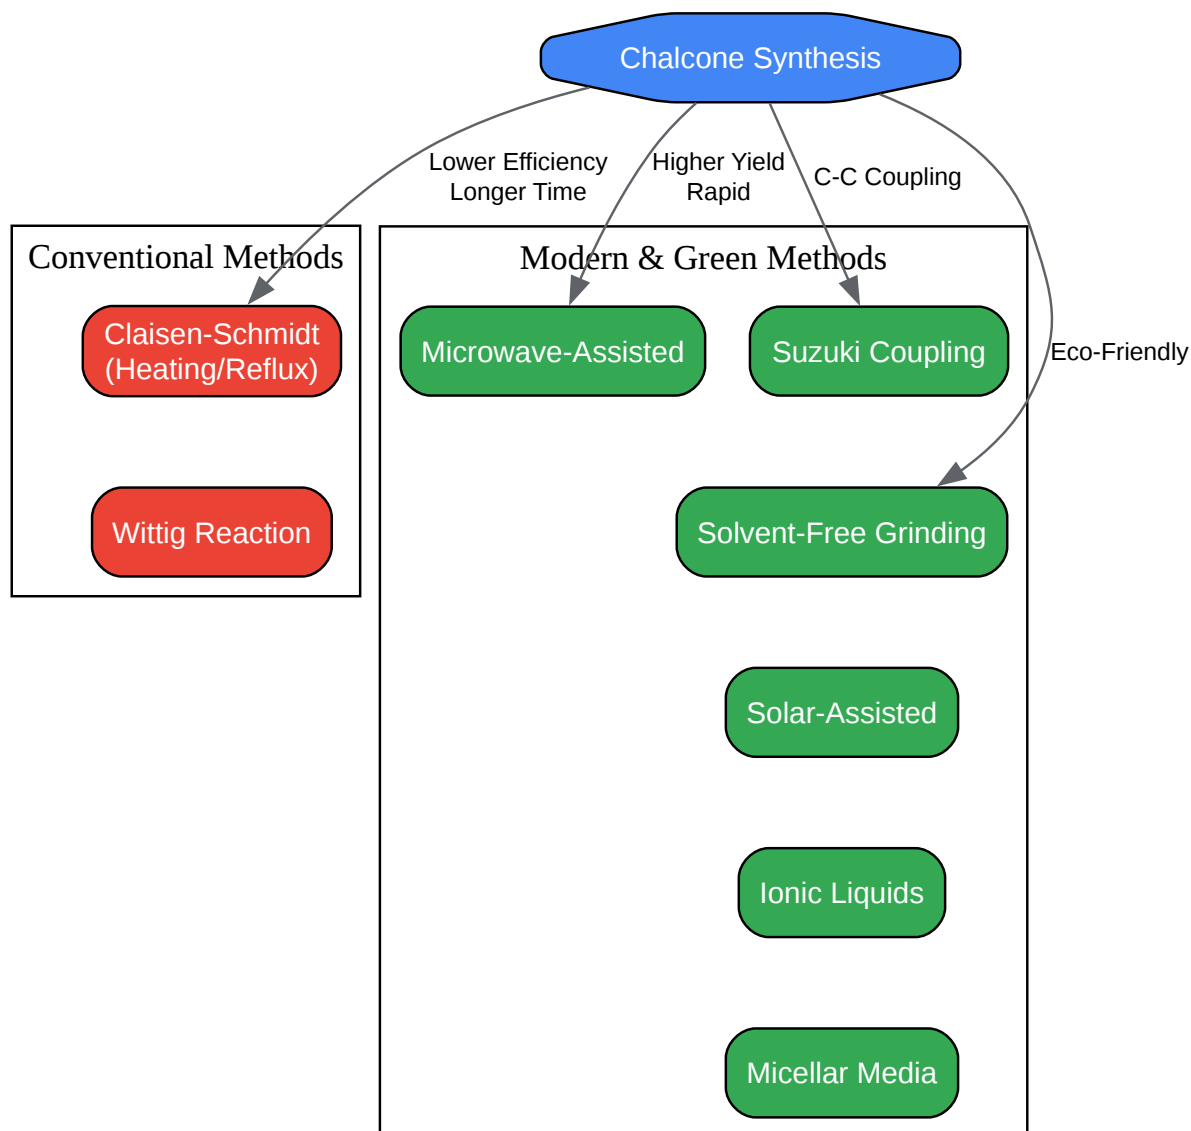 Chalcone Synthesis
Lower Efficiency
Longer Time
Higher Yield
Rapid
C-C Coupling
Conventional Methods
Modern & Green Methods
Claisen-Schmidt
(Heating/Reflux)
Microwave-Assisted
Suzuki Coupling
Eco-Friendly
Wittig Reaction
Solvent-Free Grinding
Solar-Assisted
Ionic Liquids
Micellar Media